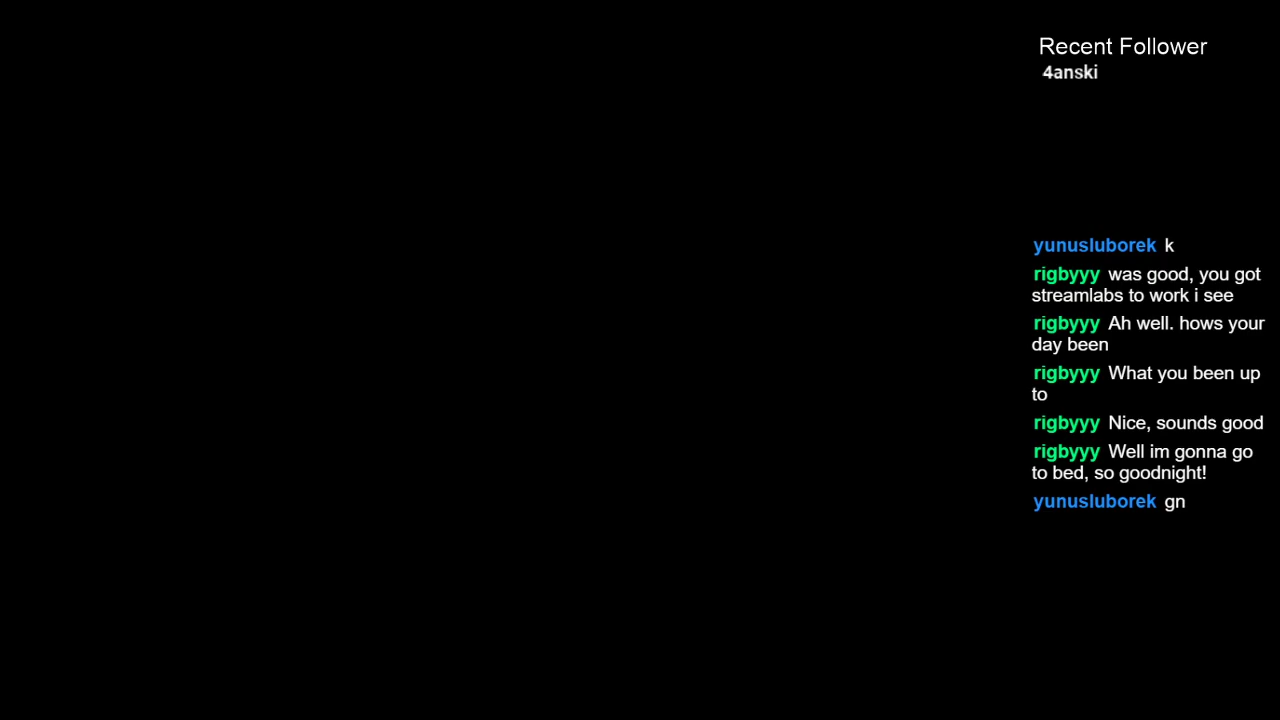 Recent Follower
4anski
yunusluborek k
rigbyyy was good, you got
streamlabs to work i see
rigbyyy Ah well. hows your
day been
rigbyyy What you been up
to
rigbyyy Nice, sounds good
rigbyyy Well im gonna go
to bed, so goodnight!
yunusluborek gn